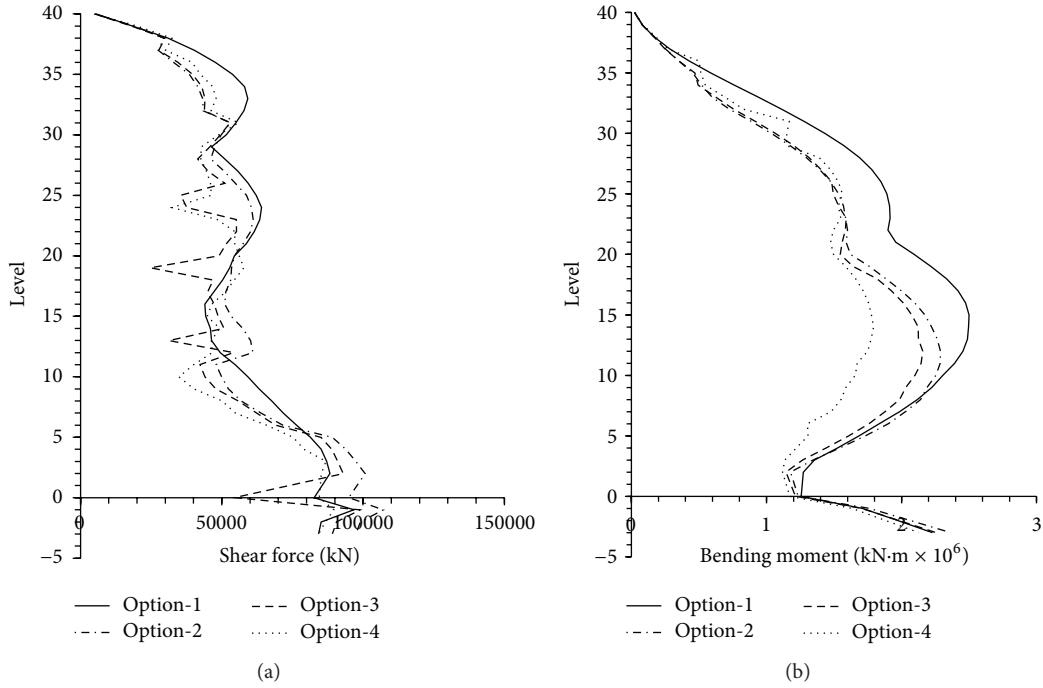 40
35
30
25
20
15
10
5
0
−5
Level
0
50000
100000
150000
Shear force (kN)
Option-1
Option-2
Option-3
Option-4
(a)
40
35
30
25
20
15
10
5
0
−5
Level
0
1
2
3
Bending moment (kN·m × 10⁶)
Option-1
Option-2
Option-3
Option-4
(b)